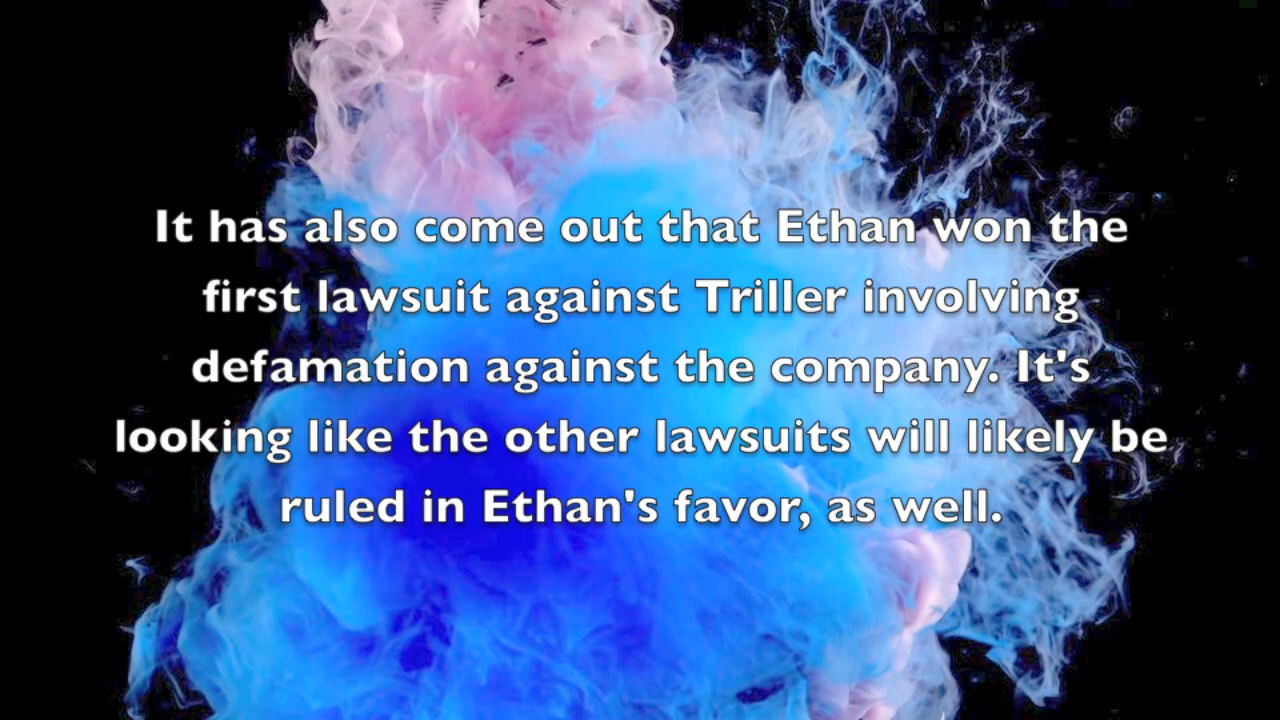 It has also come out that Ethan won the
first lawsuit against Triller involving
defamation against the company. It's
looking like the other lawsuits will likely be
ruled in Ethan's favor, as well.